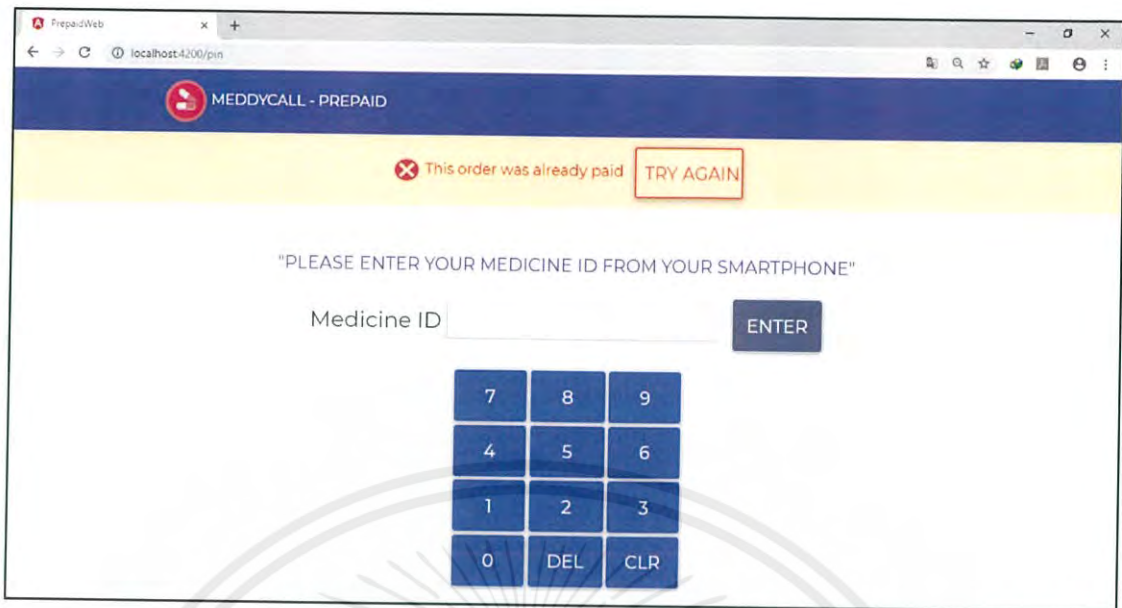 PrepaidWeb
localhost:4200/pin
MEDDYCALL - PREPAID
This order was already paid TRY AGAIN
"PLEASE ENTER YOUR MEDICINE ID FROM YOUR SMARTPHONE"
Medicine ID ENTER
7 8 9
4 5 6
1 2 3
0 DEL CLR